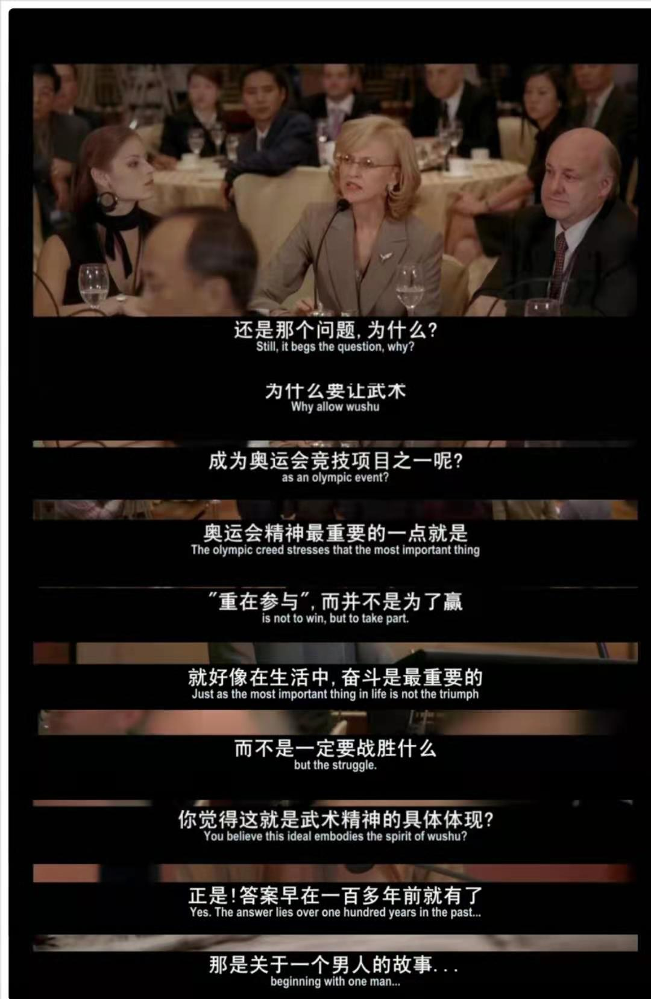 还是那个问题,为什么?
Still, it begs the question, why?
为什么要让武术
Why allow wushu
成为奥运会竞技项目之一呢?
as an olympic event?
奥运会精神最重要的一点就是
The olympic creed stresses that the most important thing
"重在参与",而并不是为了赢
is not to win, but to take part.
就好像在生活中,奋斗是最重要的
Just as the most important thing in life is not the triumph
而不是一定要战胜什么
but the struggle.
你觉得这就是武术精神的具体体现?
You believe this ideal embodies the spirit of wushu?
正是!答案早在一百多年前就有了
Yes. The answer lies over one hundred years in the past...
那是关于一个男人的故事...
beginning with one man...